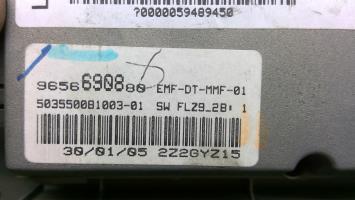 ?0000059489450
9656690880 EMF-DT-MMF-01
503550081003-01 SW FLZ9_2B: 1
30/01/05 2Z2GYZ15